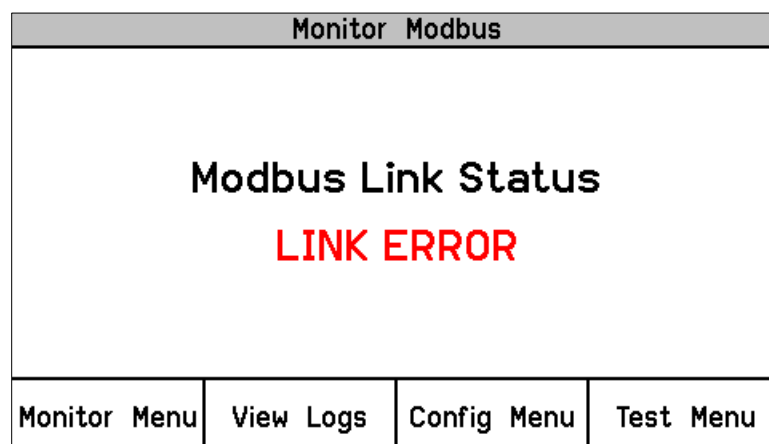 Monitor Modbus
Modbus Link Status
LINK ERROR
Monitor Menu View Logs Config Menu Test Menu